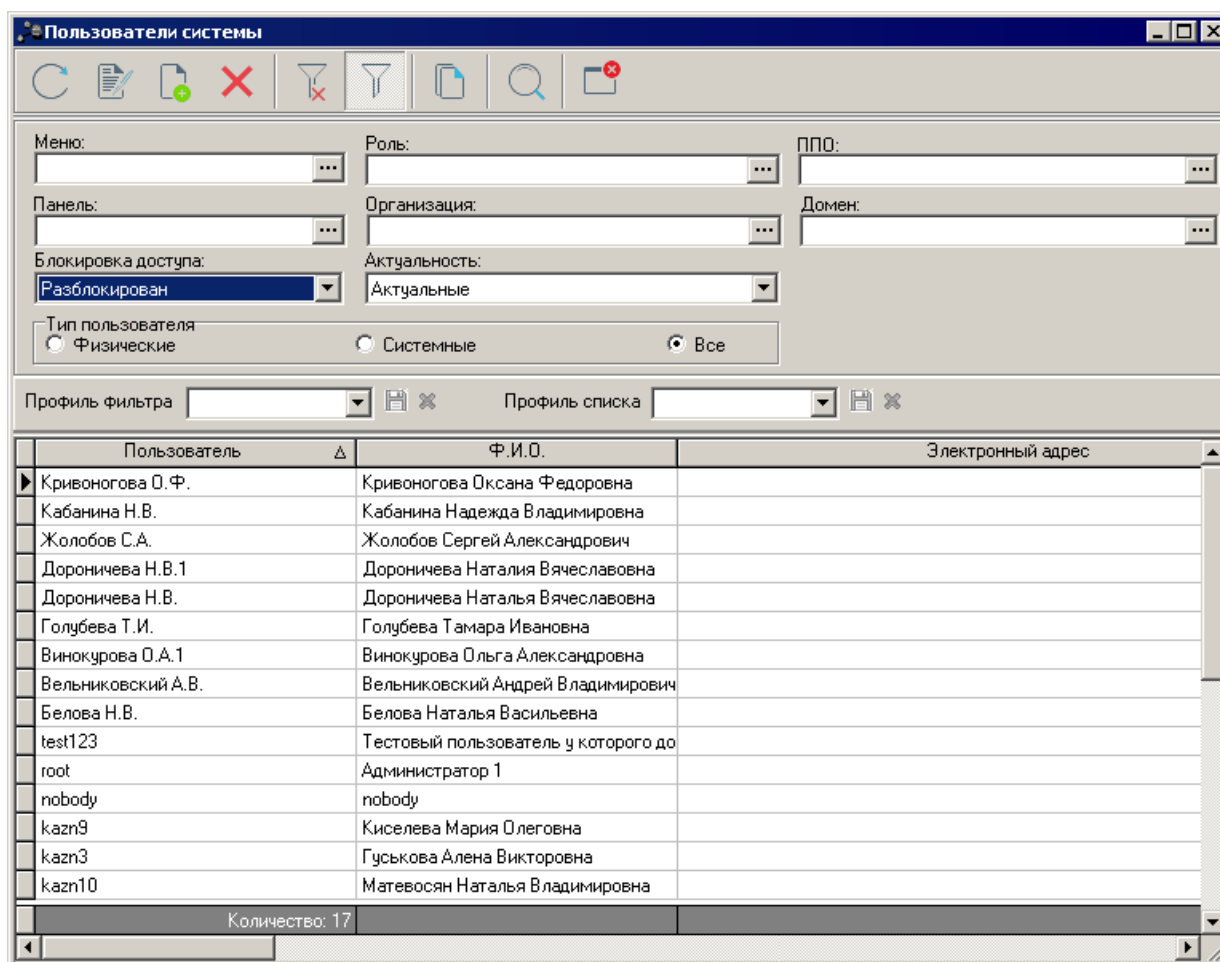 Пользователи системы
Меню: Роль: ППО:
Панель: Организация: Домен:
Блокировка доступа: Актуальность:
Разблокирован Актуальные
Тип пользователя
Физические Системные Все
Профиль фильтра Профиль списка
Пользователь Ф.И.О. Электронный адрес
Кривоногова О.Ф. Кривоногова Оксана Федоровна
Кабанина Н.В. Кабанина Надежда Владимировна
Жолобов С.А. Жолобов Сергей Александрович
Дороничева Н.В.1 Дороничева Наталия Вячеславовна
Дороничева Н.В. Дороничева Наталья Вячеславовна
Голубева Т.И. Голубева Тамара Ивановна
Винокурова О.А.1 Винокурова Ольга Александровна
Вельниковский А.В. Вельниковский Андрей Владимирович
Белова Н.В. Белова Наталья Васильевна
test123 Тестовый пользователь у которого до
root Администратор 1
nobody nobody
kazn9 Киселева Мария Олеговна
kazn3 Гуськова Алена Викторовна
kazn10 Матевосян Наталья Владимировна
Количество: 17